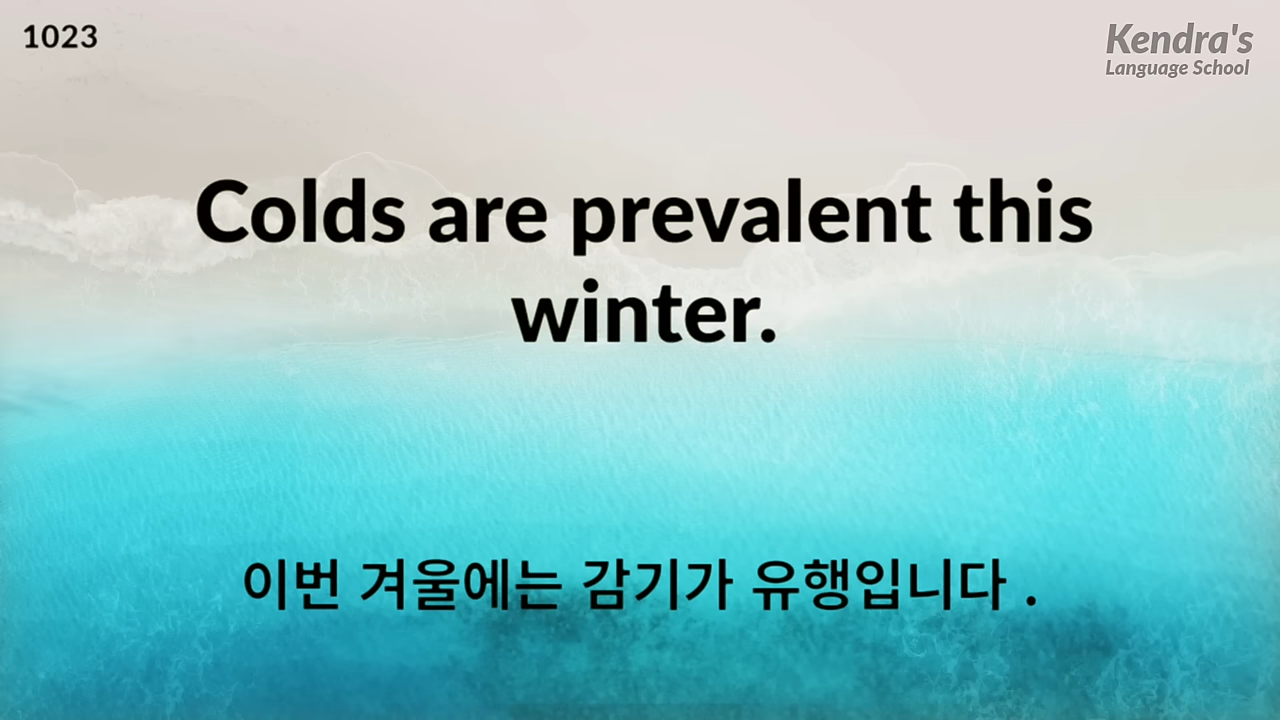 1023
Kendra's
Language School
Colds are prevalent this
winter.
이번 겨울에는 감기가 유행입니다 .